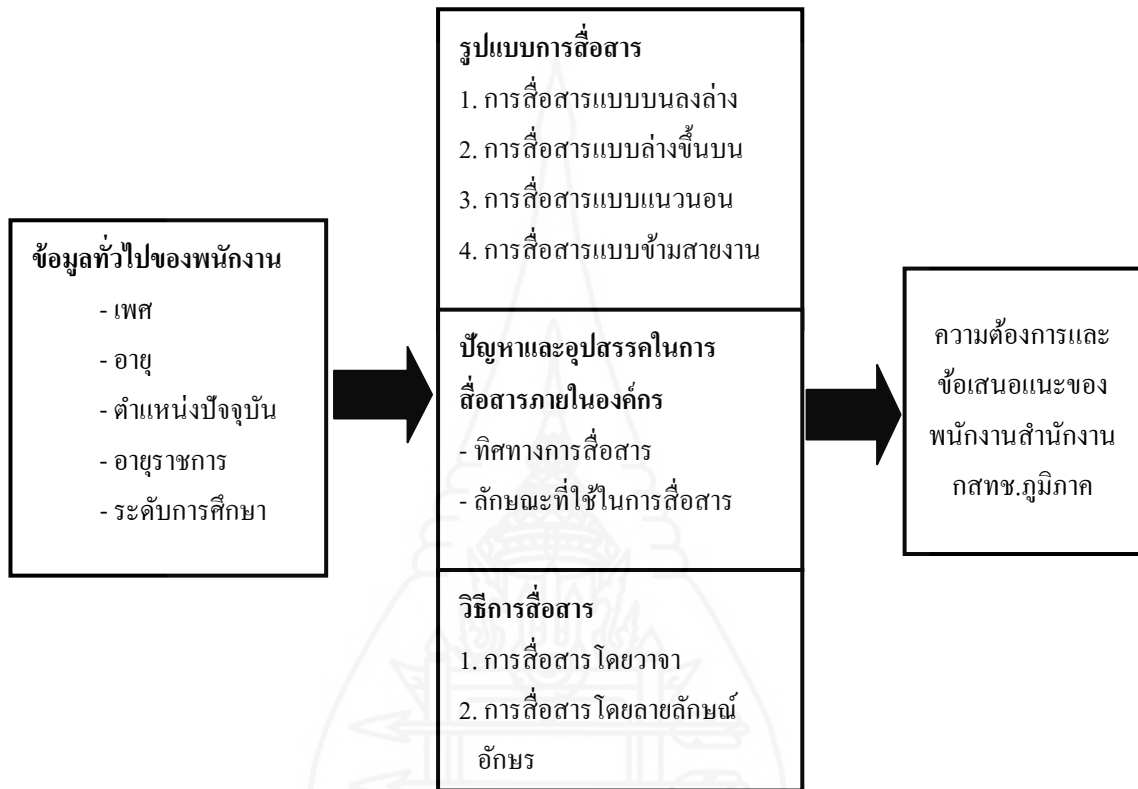 ข้อมูลทั่วไปของพนักงาน
- เพศ
- อายุ
- ตำแหน่งปัจจุบัน
- อายุราชการ
- ระดับการศึกษา
รูปแบบการสื่อสาร
1. การสื่อสารแบบบนลงล่าง
2. การสื่อสารแบบล่างขึ้นบน
3. การสื่อสารแบบแนวนอน
4. การสื่อสารแบบข้ามสายงาน
ปัญหาและอุปสรรคในการ
สื่อสารภายในองค์กร
- ทิศทางการสื่อสาร
- ลักษณะที่ใช้ในการสื่อสาร
วิธีการสื่อสาร
1. การสื่อสารโดยวาจา
2. การสื่อสารโดยลายลักษณ์
อักษร
ความต้องการและ
ข้อเสนอแนะของ
พนักงานสำนักงาน
กสทช.ภูมิภาค